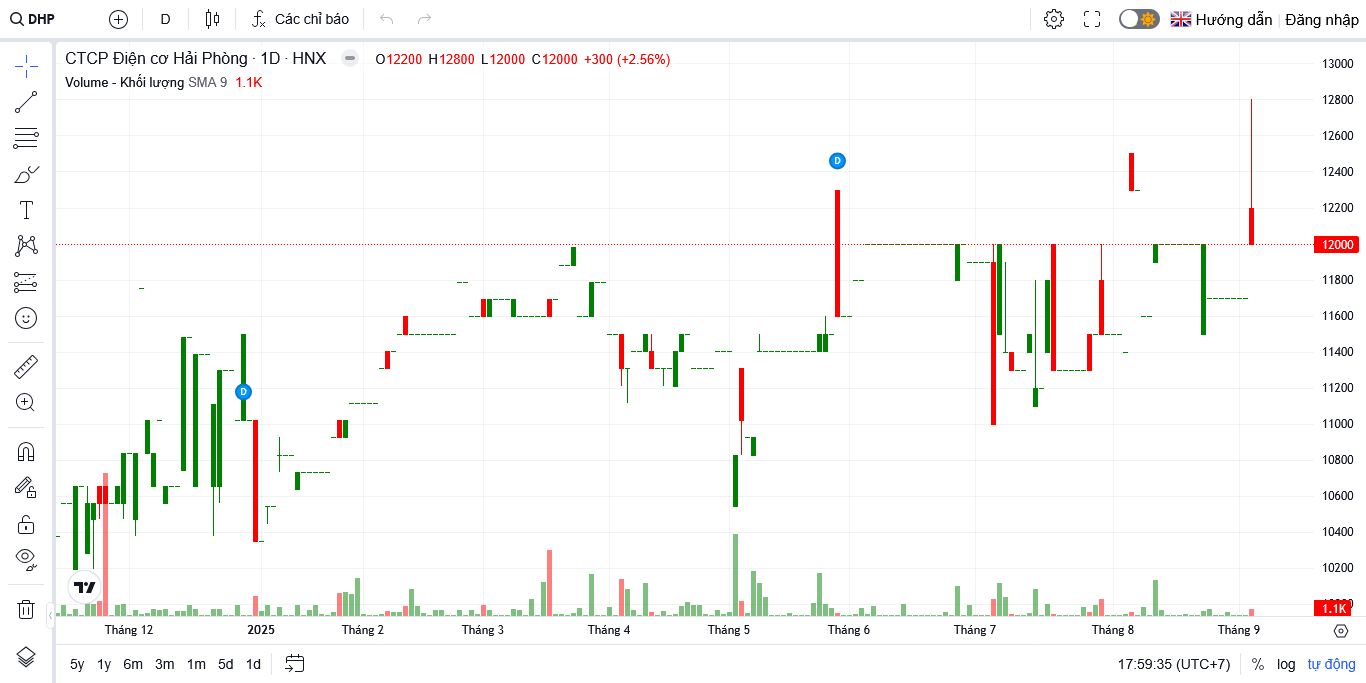 DHP D Các chỉ báo Hướng dẫn Đăng nhập
CTCP Điện cơ Hải Phòng · 1D · HNX O12200 H12800 L12000 C12000 +300 (+2.56%)
Volume - Khối lượng SMA 9 1.1K
13000
12800
12600
12400
12200
12000
11800
11600
11400
11200
11000
10800
10600
10400
10200
1.1K
D
D
Tháng 12 2025 Tháng 2 Tháng 3 Tháng 4 Tháng 5 Tháng 6 Tháng 7 Tháng 8 Tháng 9
5y 1y 6m 3m 1m 5d 1d 17:59:35 (UTC+7) % log tự động